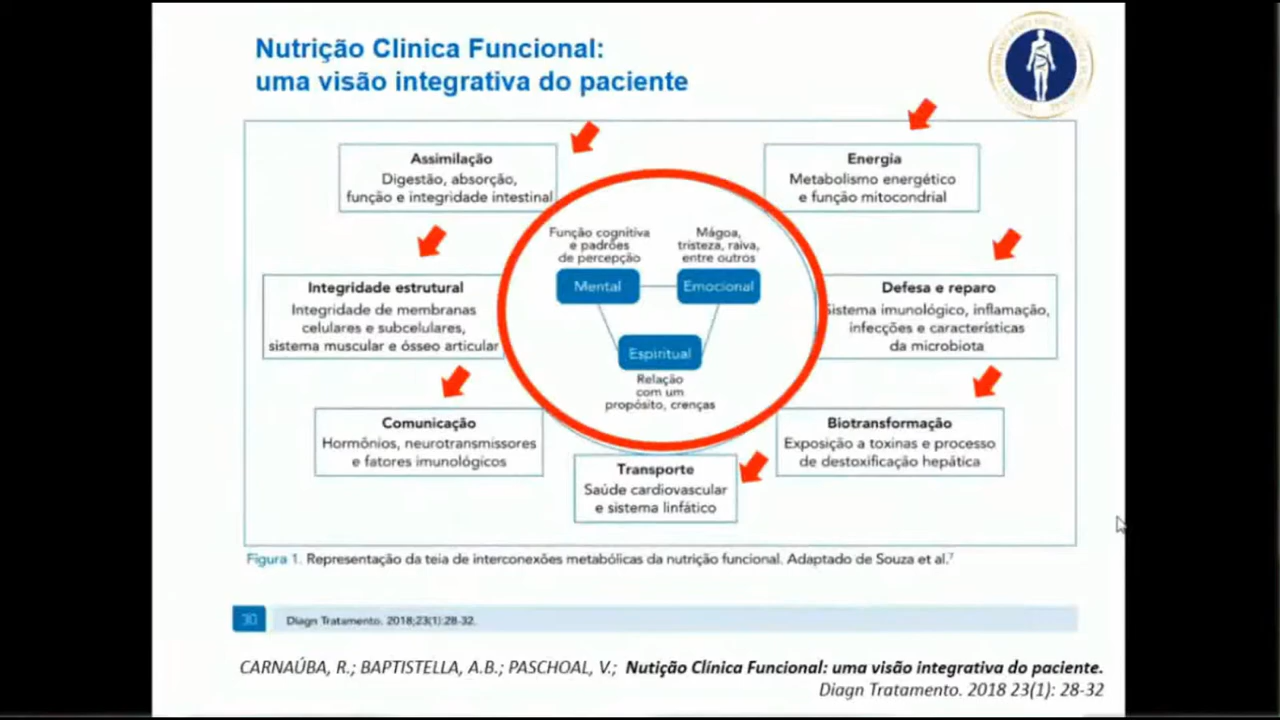 Nutrição Clinica Funcional:
uma visão integrativa do paciente
Assimilação
Digestão, absorção,
função e integridade intestinal
Energia
Metabolismo energético
e função mitocondrial
Função cognitiva
e padrões
de percepção
Mental
Mágoa,
tristeza, raiva,
entre outros
Emocional
Espiritual
Relação
com um
propósito, crenças
Integridade estrutural
Integridade de membranas
celulares e subcelulares,
sistema muscular e ósseo articular
Defesa e reparo
Sistema imunológico, inflamação,
infecções e características
da microbiota
Comunicação
Hormônios, neurotransmissores
e fatores imunológicos
Biotransformação
Exposição a toxinas e processo
de destoxificação hepática
Transporte
Saúde cardiovascular
e sistema linfático
Figura 1. Representação da teia de interconexões metabólicas da nutrição funcional. Adaptado de Souza et al.⁷
30 Diagn Tratamento. 2018;23(1):28-32.
CARNAÚBA, R.; BAPTISTELLA, A.B.; PASCHOAL, V.; Nutição Clínica Funcional: uma visão integrativa do paciente.
Diagn Tratamento. 2018 23(1): 28-32